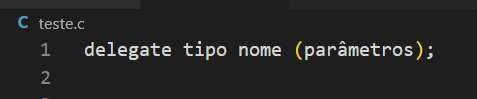 C teste.c
1 delegate tipo nome (parâmetros);
2